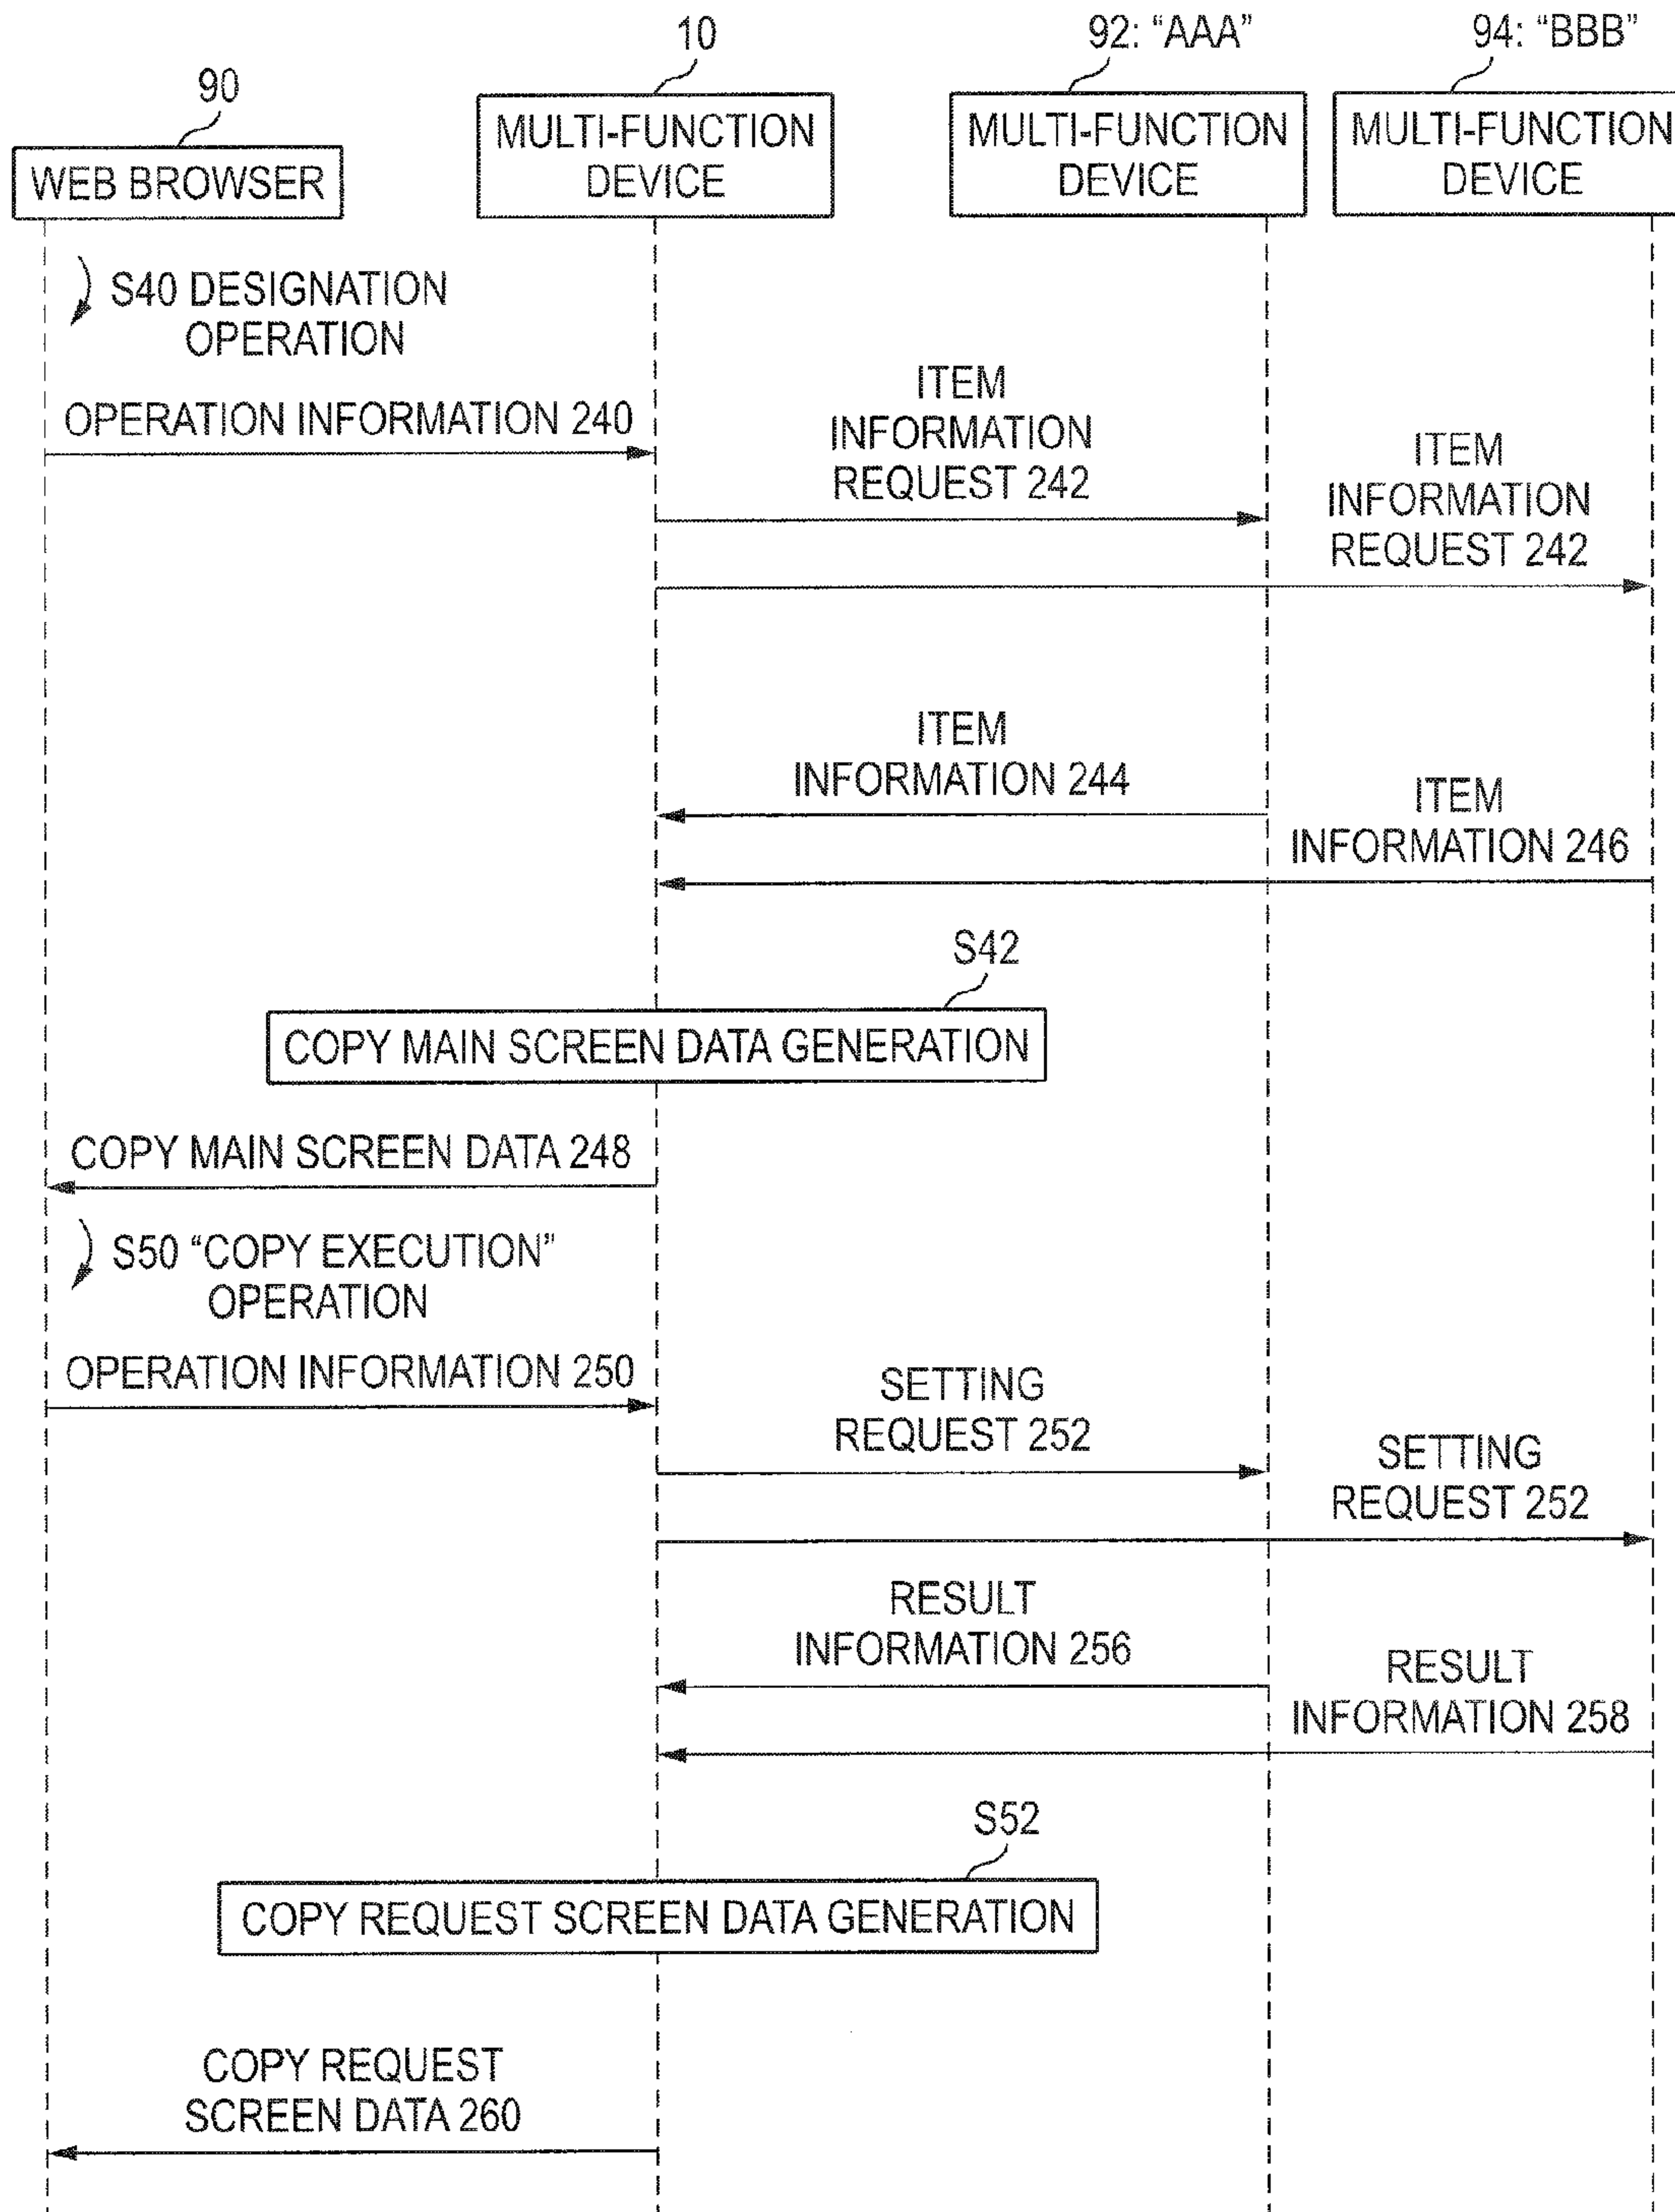 90
10
92: “AAA”
94: “BBB”
WEB BROWSER
MULTI-FUNCTION
DEVICE
MULTI-FUNCTION
DEVICE
MULTI-FUNCTION
DEVICE
S40 DESIGNATION
OPERATION
OPERATION INFORMATION 240
ITEM
INFORMATION
REQUEST 242
ITEM
INFORMATION
REQUEST 242
ITEM
INFORMATION 244
ITEM
INFORMATION 246
S42
COPY MAIN SCREEN DATA GENERATION
COPY MAIN SCREEN DATA 248
S50 “COPY EXECUTION”
OPERATION
OPERATION INFORMATION 250
SETTING
REQUEST 252
SETTING
REQUEST 252
RESULT
INFORMATION 256
RESULT
INFORMATION 258
S52
COPY REQUEST SCREEN DATA GENERATION
COPY REQUEST
SCREEN DATA 260